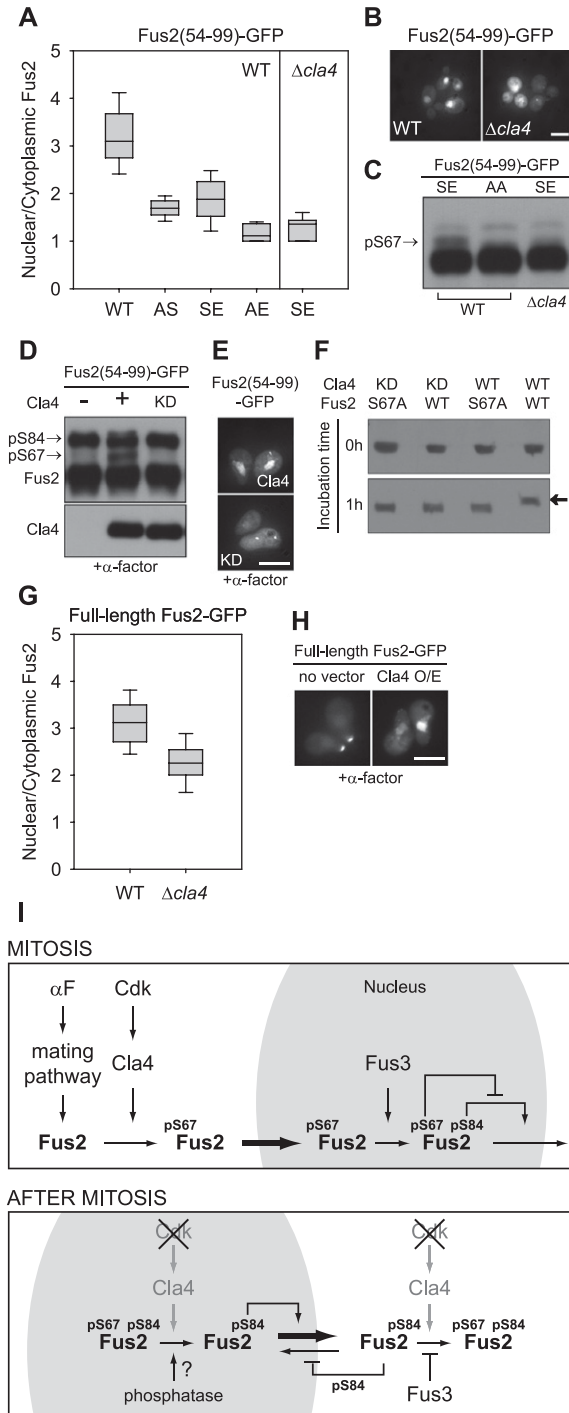 A
Fus2(54-99)-GFP
WT
Δcla4
Nuclear/Cytoplasmic Fus2
5
4
3
2
1
0
WT AS SE AE SE
B
Fus2(54-99)-GFP
WT
Δcla4
C
Fus2(54-99)-GFP
SE AA SE
pS67→
WT
Δcla4
D
Fus2(54-99)-GFP
Cla4 - + KD
pS84→
pS67→
Fus2
Cla4
+α-factor
E
Fus2(54-99)
-GFP
Cla4
KD
+α-factor
F
Cla4 KD KD WT WT
Fus2 S67A WT S67A WT
Incubation time
0h
1h
G
Full-length Fus2-GFP
Nuclear/Cytoplasmic Fus2
5
4
3
2
1
0
WT Δcla4
H
Full-length Fus2-GFP
no vector Cla4 O/E
+α-factor
I
MITOSIS
αF Cdk Nucleus
mating
pathway
Cla4
Fus3
pS67 pS67 pS67 pS84
Fus2 Fus2 Fus2 Fus2
AFTER MITOSIS
Cdk Cdk
Cla4 Cla4
pS67 pS84 pS84 pS84 pS67 pS84
Fus2 Fus2 Fus2 Fus2
?
pS84
phosphatase
Fus3